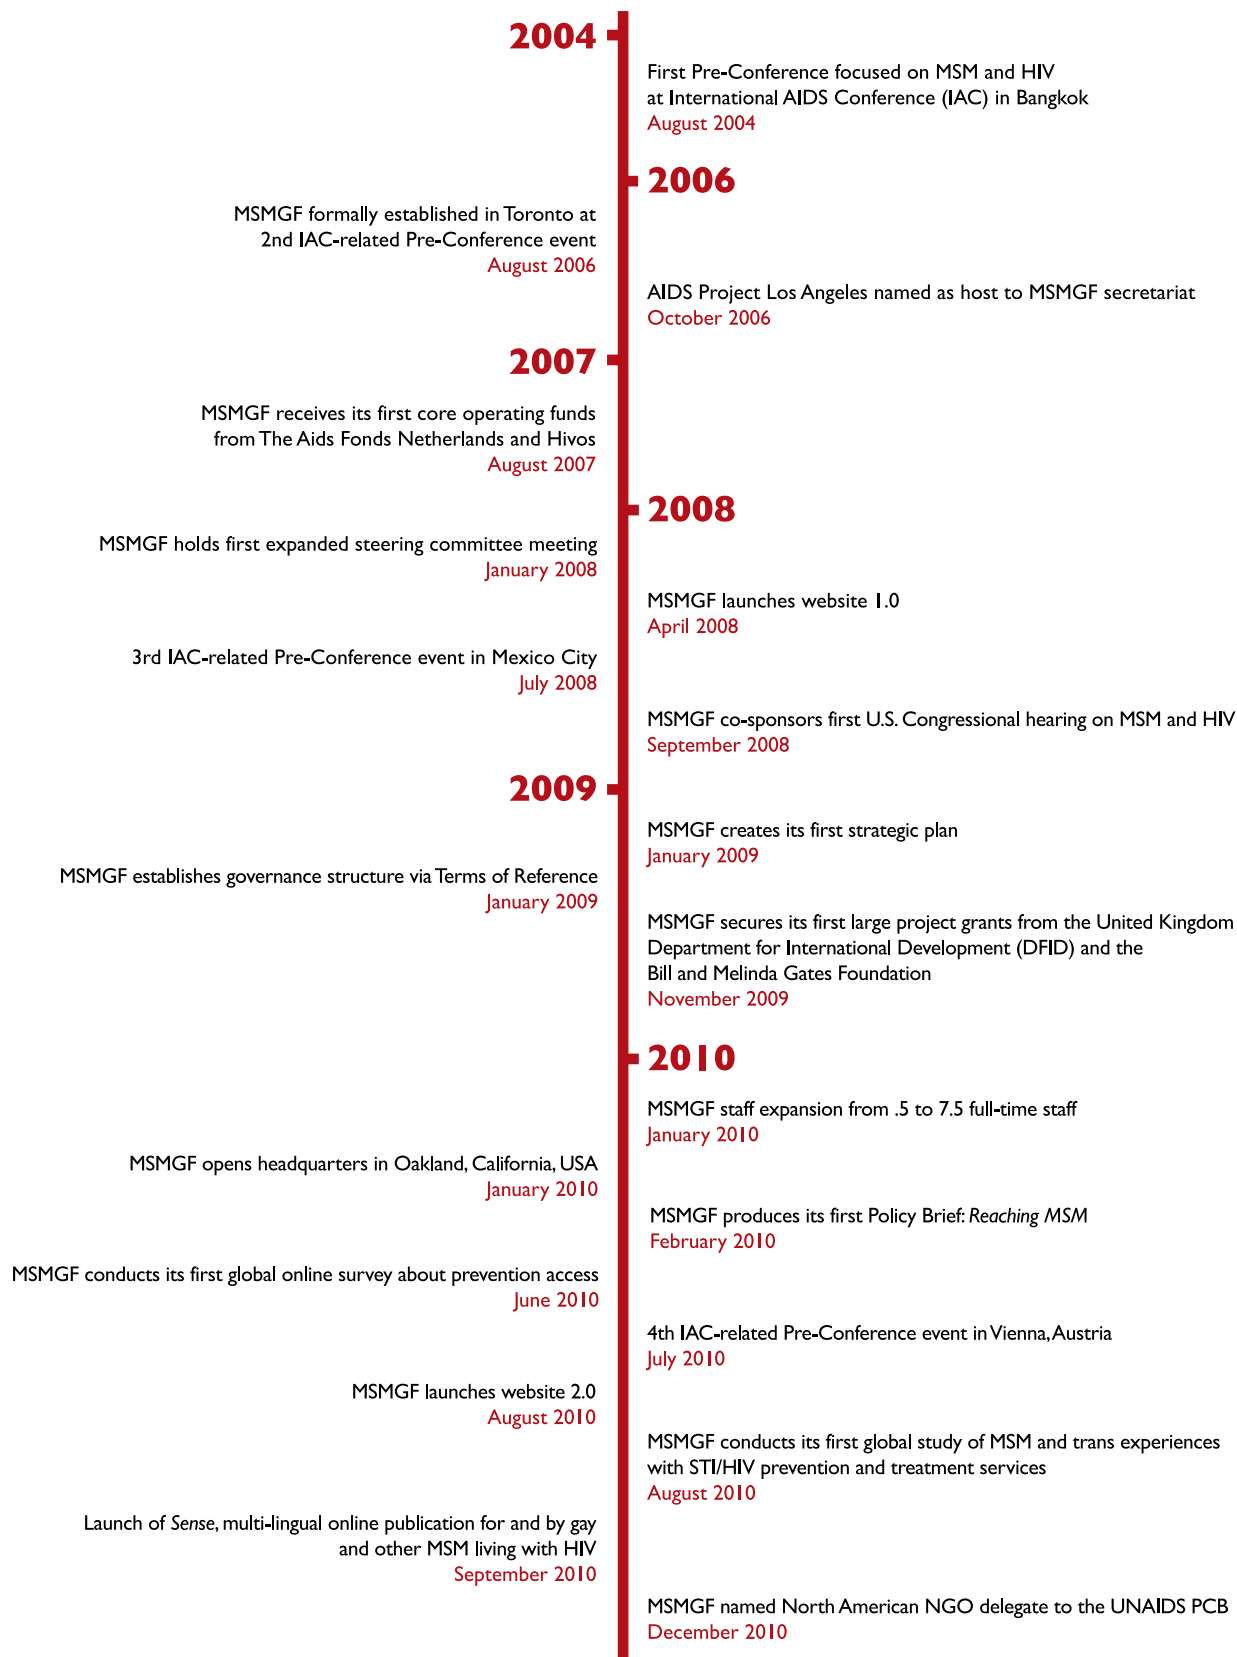 2004
First Pre-Conference focused on MSM and HIV
at International AIDS Conference (IAC) in Bangkok
August 2004
2006
MSMGF formally established in Toronto at
2nd IAC-related Pre-Conference event
August 2006
AIDS Project Los Angeles named as host to MSMGF secretariat
October 2006
2007
MSMGF receives its first core operating funds
from The Aids Fonds Netherlands and Hivos
August 2007
2008
MSMGF holds first expanded steering committee meeting
January 2008
MSMGF launches website 1.0
April 2008
3rd IAC-related Pre-Conference event in Mexico City
July 2008
MSMGF co-sponsors first U.S. Congressional hearing on MSM and HIV
September 2008
2009
MSMGF creates its first strategic plan
January 2009
MSMGF establishes governance structure via Terms of Reference
January 2009
MSMGF secures its first large project grants from the United Kingdom
Department for International Development (DFID) and the
Bill and Melinda Gates Foundation
November 2009
2010
MSMGF staff expansion from .5 to 7.5 full-time staff
January 2010
MSMGF opens headquarters in Oakland, California, USA
January 2010
MSMGF produces its first Policy Brief: Reaching MSM
February 2010
MSMGF conducts its first global online survey about prevention access
June 2010
4th IAC-related Pre-Conference event in Vienna, Austria
July 2010
MSMGF launches website 2.0
August 2010
MSMGF conducts its first global study of MSM and trans experiences
with STI/HIV prevention and treatment services
August 2010
Launch of Sense, multi-lingual online publication for and by gay
and other MSM living with HIV
September 2010
MSMGF named North American NGO delegate to the UNAIDS PCB
December 2010